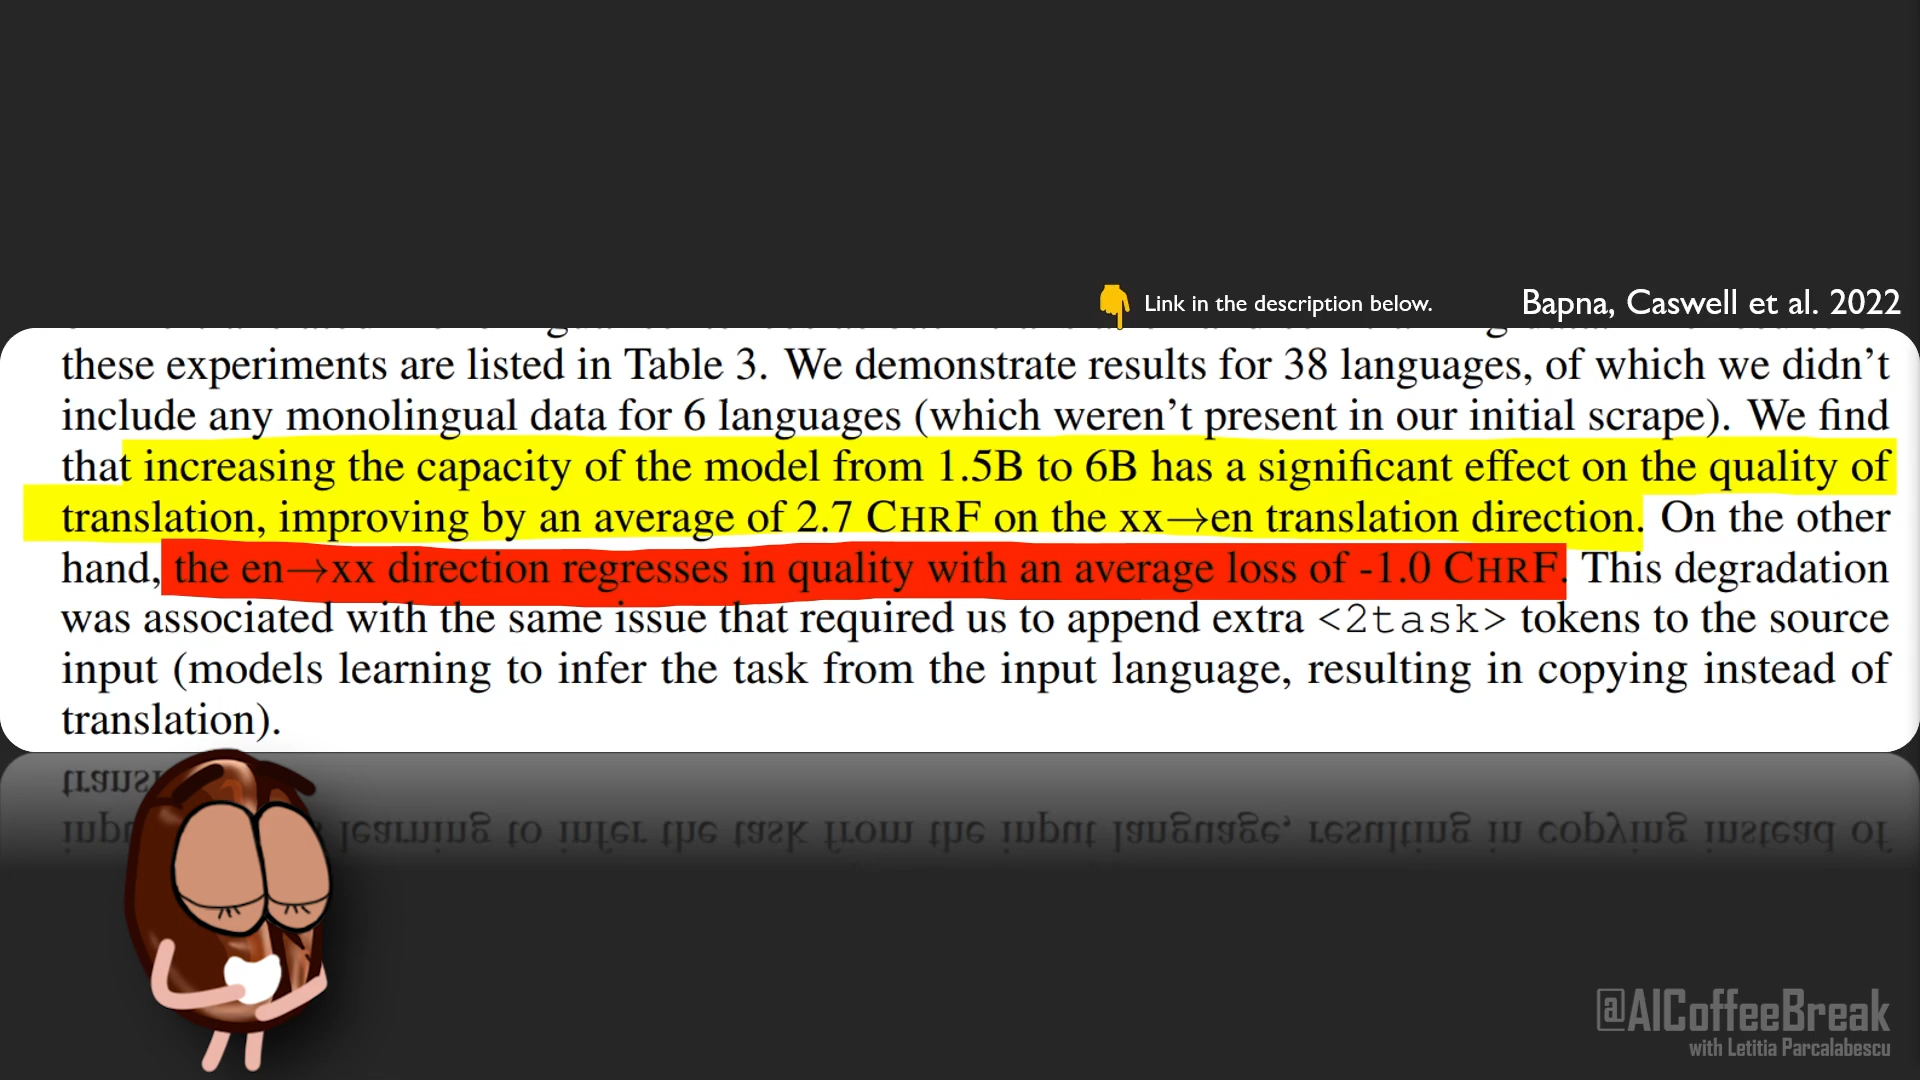 Link in the description below.
Bapna, Caswell et al. 2022
these experiments are listed in Table 3. We demonstrate results for 38 languages, of which we didn’t
include any monolingual data for 6 languages (which weren’t present in our initial scrape). We find
that increasing the capacity of the model from 1.5B to 6B has a significant effect on the quality of
translation, improving by an average of 2.7 CHRF on the xx→en translation direction. On the other
hand, the en→xx direction regresses in quality with an average loss of -1.0 CHRF. This degradation
was associated with the same issue that required us to append extra <2task> tokens to the source
input (models learning to infer the task from the input language, resulting in copying instead of
translation).
@AICoffeeBreak
with Letitia Parcalabescu